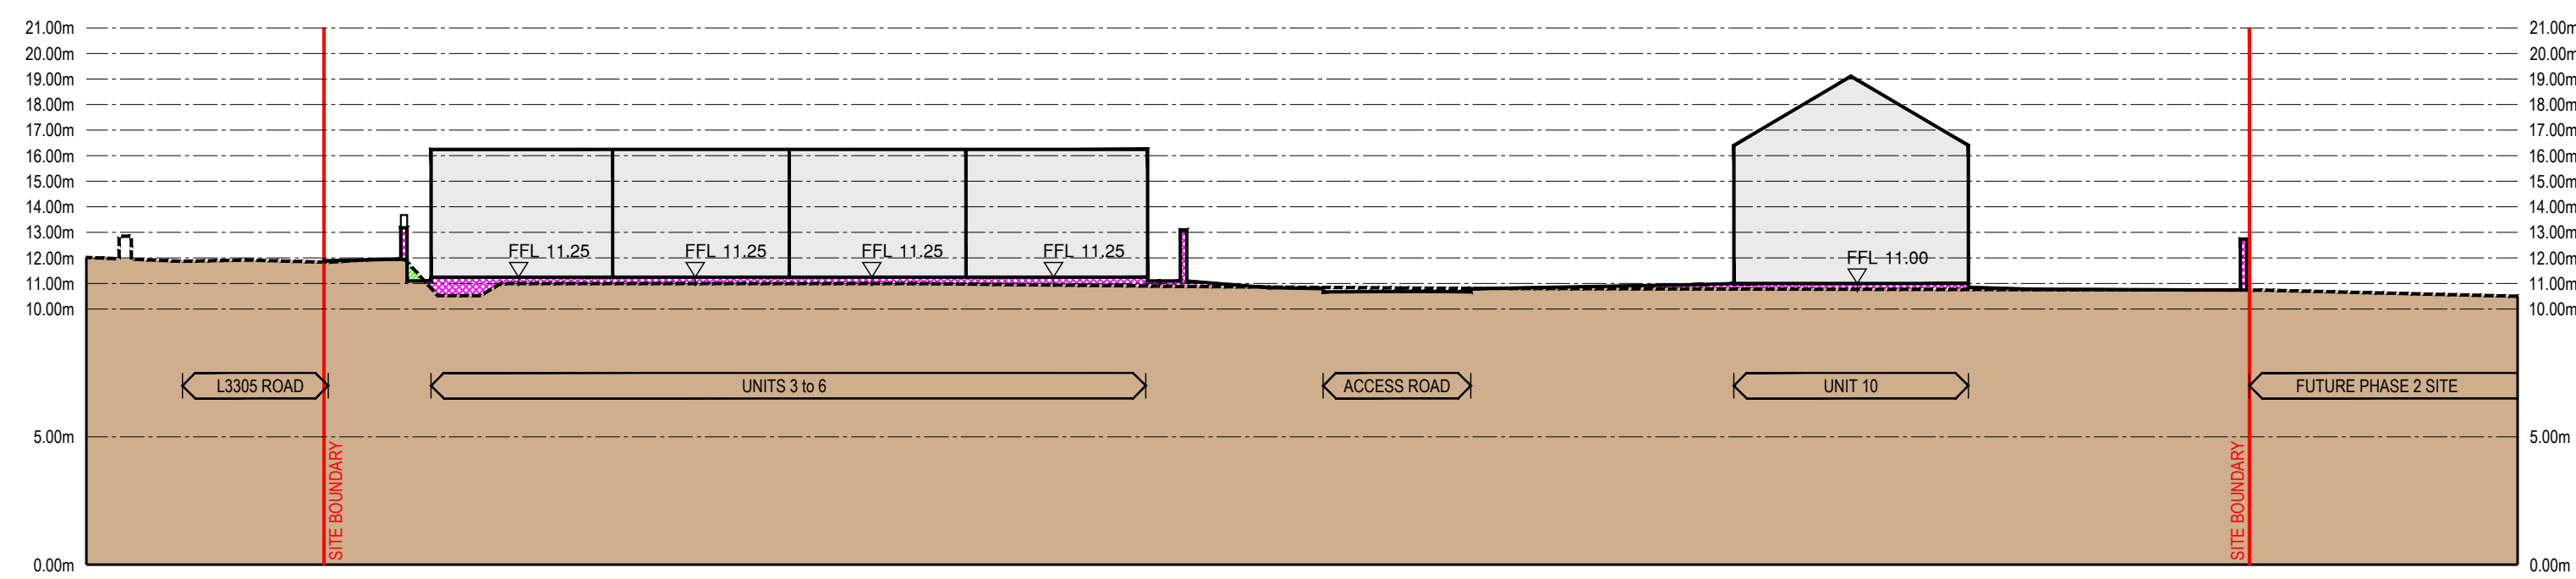 21.00m 21.00m
20.00m 20.00m
19.00m 19.00m
18.00m 18.00m
17.00m 17.00m
16.00m 16.00m
15.00m 15.00m
14.00m 14.00m
13.00m 13.00m
FFL 11.25 FFL 11.25 FFL 11.25 FFL 11.25
FFL 11.00
12.00m 12.00m
11.00m 11.00m
10.00m 10.00m
L3305 ROAD UNITS 3 to 6 ACCESS ROAD UNIT 10 FUTURE PHASE 2 SITE
5.00m 5.00m
SITE BOUNDARY
SITE BOUNDARY
0.00m 0.00m